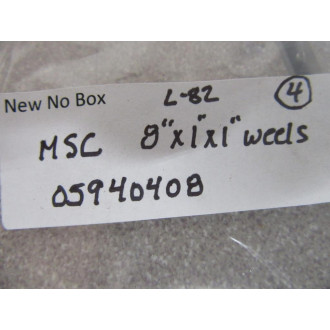 New No Box L-82 4
MSC 8"x1"x1" weels
05940408